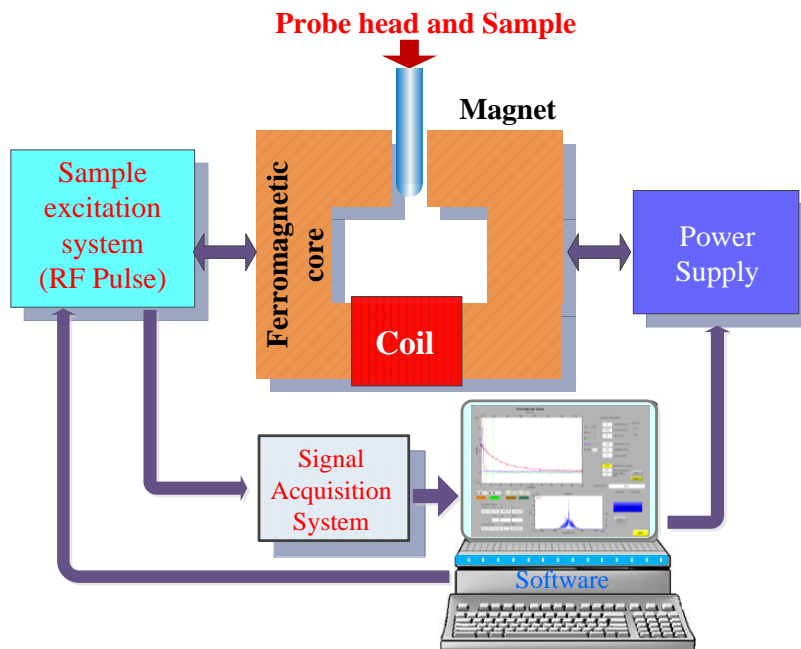 Probe head and Sample
Magnet
Sample
excitation
system
(RF Pulse)
Ferromagnetic
core
Power
Supply
Coil
Signal
Acquisition
System
Software